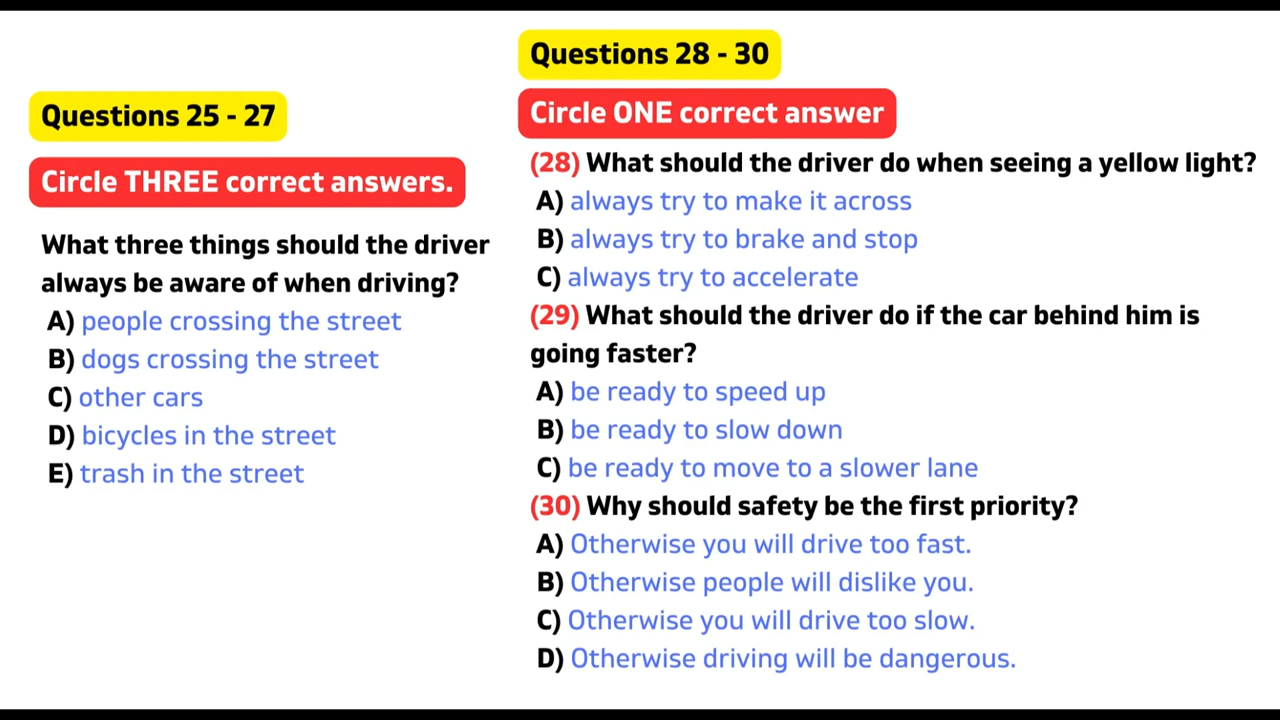 Questions 25 - 27
Circle THREE correct answers.
What three things should the driver
always be aware of when driving?
A) people crossing the street
B) dogs crossing the street
C) other cars
D) bicycles in the street
E) trash in the street
Questions 28 - 30
Circle ONE correct answer
(28) What should the driver do when seeing a yellow light?
A) always try to make it across
B) always try to brake and stop
C) always try to accelerate
(29) What should the driver do if the car behind him is
going faster?
A) be ready to speed up
B) be ready to slow down
C) be ready to move to a slower lane
(30) Why should safety be the first priority?
A) Otherwise you will drive too fast.
B) Otherwise people will dislike you.
C) Otherwise you will drive too slow.
D) Otherwise driving will be dangerous.